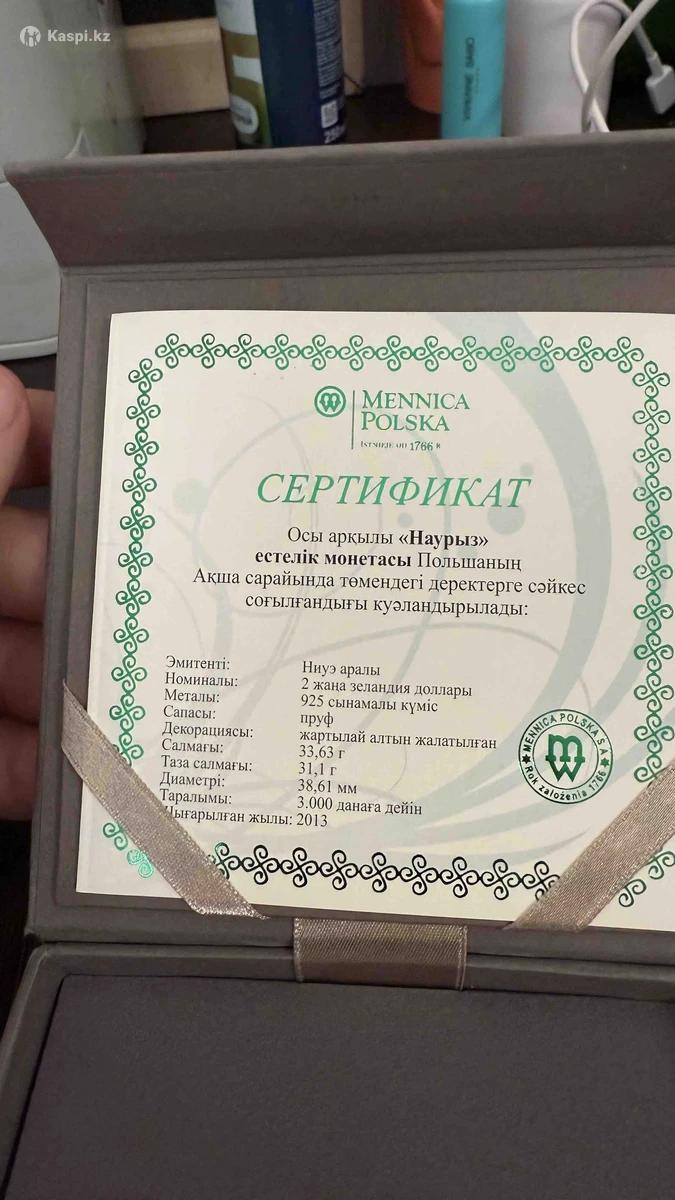 Kaspi.kz
MENNICA
POLSKA
ISTNIEJE OD 1766 R
СЕРТИФИКАТ
Осы арқылы «Наурыз»
естелік монетасы Польшаның
Ақша сарайында төмендегі деректерге сәйкес
соғылғандығы куәландырылады:
Эмитенті: Ниуэ аралы
Номиналы: 2 жаңа зеландия доллары
Металы: 925 сынамалы күміс
Сапасы: пруф
Декорациясы: жартылай алтын жалатылған
Салмағы: 33,63 г
Таза салмағы: 31,1 г
Диаметрі: 38,61 мм
Таралымы: 3.000 данаға дейін
Шығарылған жылы: 2013
MENNICA POLSKA S.A.
Rok założenia 1766